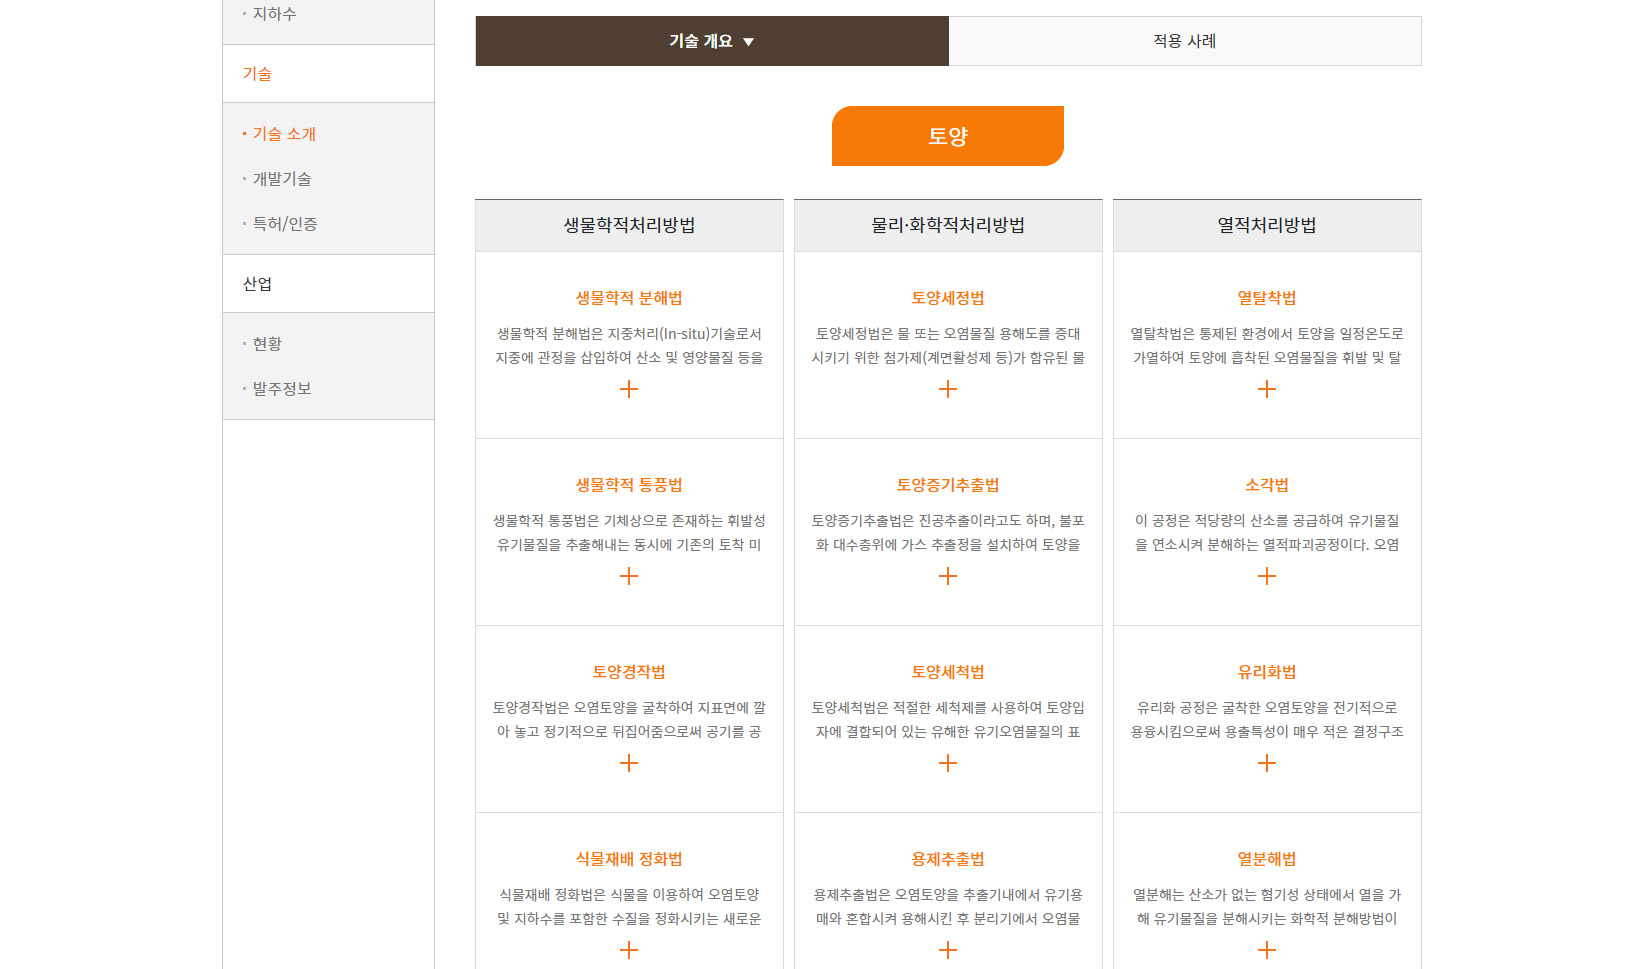 지하수
기술
기술 소개
개발기술
특허/인증
산업
현황
발주정보
기술 개요 ▼
적용 사례
토양
생물학적처리방법
생물학적 분해법
생물학적 분해법은 지중처리(In-situ)기술로서
지중에 관정을 삽입하여 산소 및 영양물질 등을
생물학적 통풍법
생물학적 통풍법은 기체상으로 존재하는 휘발성
유기물질을 추출해내는 동시에 기존의 토착 미
토양경작법
토양경작법은 오염토양을 굴착하여 지표면에 깔
아 놓고 정기적으로 뒤집어줌으로써 공기를 공
식물재배 정화법
식물재배 정화법은 식물을 이용하여 오염토양
및 지하수를 포함한 수질을 정화시키는 새로운
물리·화학적처리방법
토양세정법
토양세정법은 물 또는 오염물질 용해도를 증대
시키기 위한 첨가제(계면활성제 등)가 함유된 물
토양증기추출법
토양증기추출법은 진공추출이라고도 하며, 불포
화 대수층위에 가스 추출정을 설치하여 토양을
토양세척법
토양세척법은 적절한 세척제를 사용하여 토양입
자에 결합되어 있는 유해한 유기오염물질의 표
용제추출법
용제추출법은 오염토양을 추출기내에서 유기용
매와 혼합시켜 용해시킨 후 분리기에서 오염물
열적처리방법
열탈착법
열탈착법은 통제된 환경에서 토양을 일정온도로
가열하여 토양에 흡착된 오염물질을 휘발 및 탈
소각법
이 공정은 적당량의 산소를 공급하여 유기물질
을 연소시켜 분해하는 열적파괴공정이다. 오염
유리화법
유리화 공정은 굴착한 오염토양을 전기적으로
용융시킴으로써 용출특성이 매우 적은 결정구조
열분해법
열분해는 산소가 없는 혐기성 상태에서 열을 가
해 유기물질을 분해시키는 화학적 분해방법이